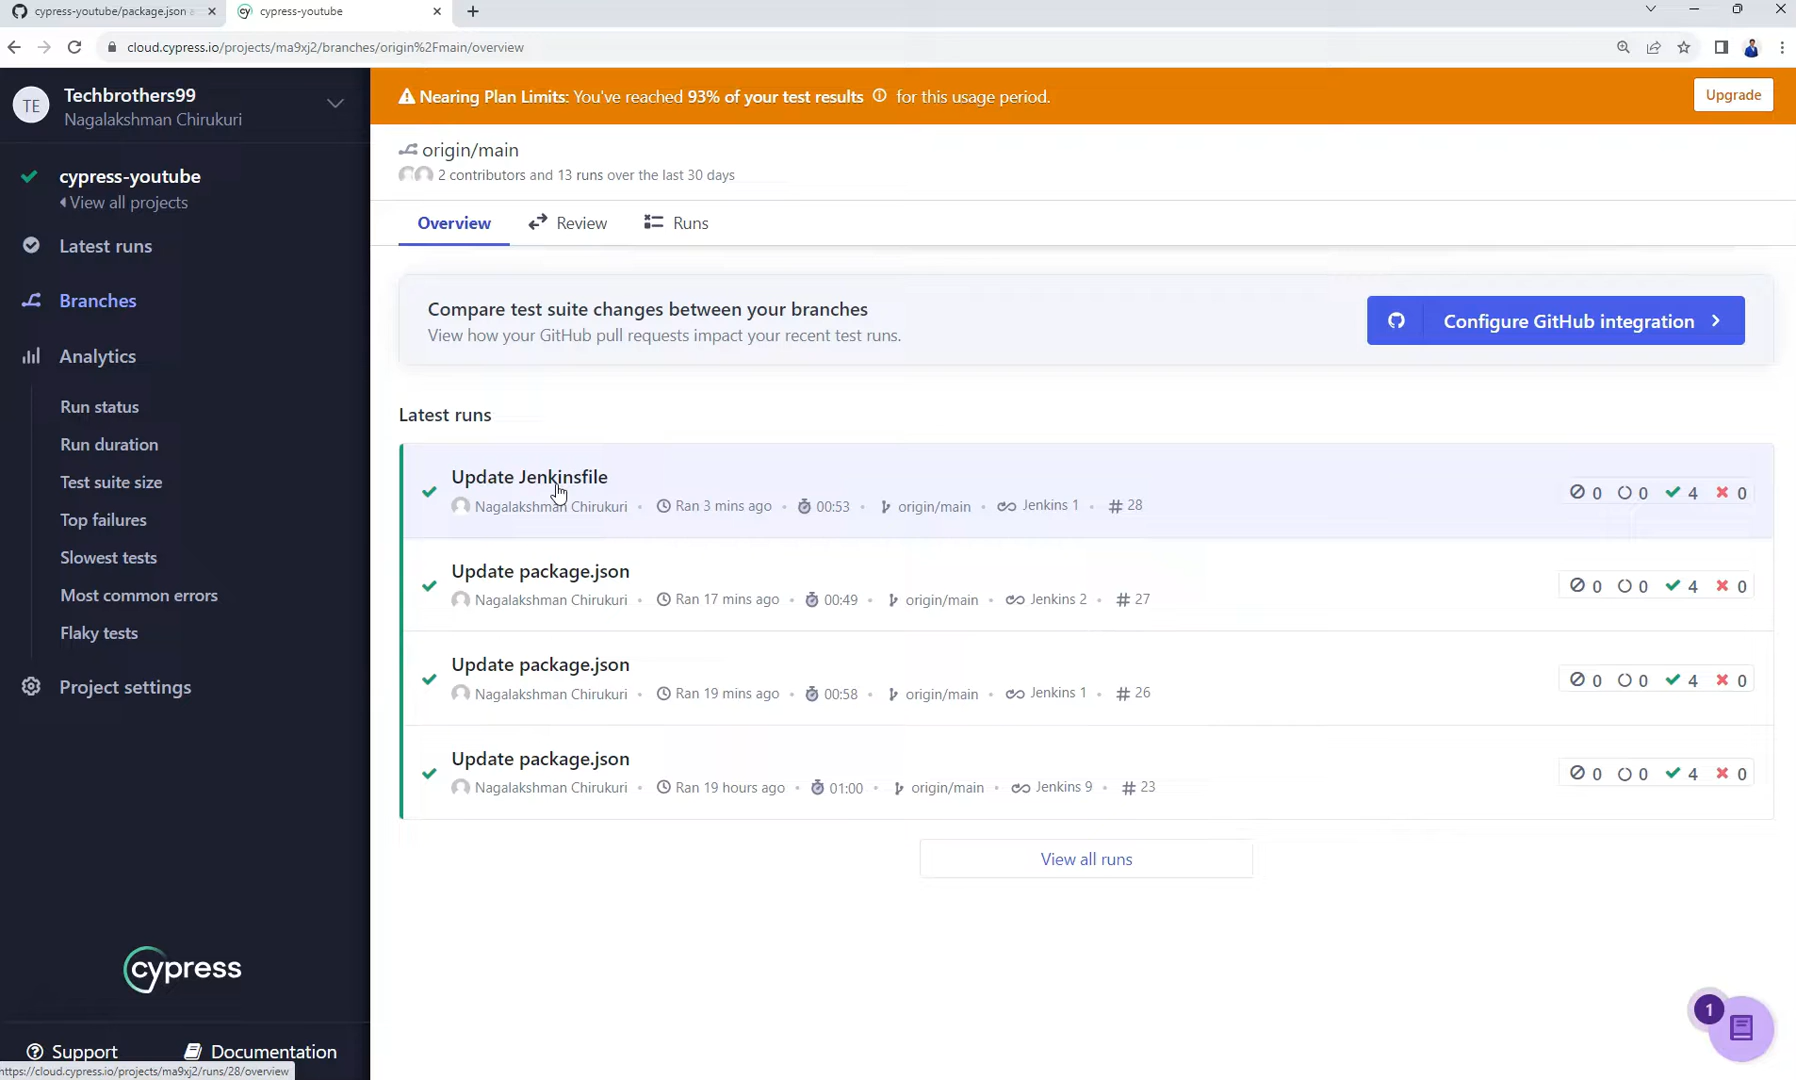 cypress-youtube/package.json
cypress-youtube
cloud.cypress.io/projects/ma9xj2/branches/origin%2Fmain/overview
TE
Techbrothers99
Nagalakshman Chirukuri
cypress-youtube
View all projects
Latest runs
Branches
Analytics
Run status
Run duration
Test suite size
Top failures
Slowest tests
Most common errors
Flaky tests
Project settings
cypress
Support
Documentation
https://cloud.cypress.io/projects/ma9xj2/runs/28/overview
Nearing Plan Limits: You've reached 93% of your test results for this usage period.
Upgrade
origin/main
2 contributors and 13 runs over the last 30 days
Overview
Review
Runs
Compare test suite changes between your branches
View how your GitHub pull requests impact your recent test runs.
Configure GitHub integration
Latest runs
Update Jenkinsfile
Nagalakshman Chirukuri • Ran 3 mins ago • 00:53 • origin/main • Jenkins 1 • # 28
0 0 4 0
Update package.json
Nagalakshman Chirukuri • Ran 17 mins ago • 00:49 • origin/main • Jenkins 2 • # 27
0 0 4 0
Update package.json
Nagalakshman Chirukuri • Ran 19 mins ago • 00:58 • origin/main • Jenkins 1 • # 26
0 0 4 0
Update package.json
Nagalakshman Chirukuri • Ran 19 hours ago • 01:00 • origin/main • Jenkins 9 • # 23
0 0 4 0
View all runs
1